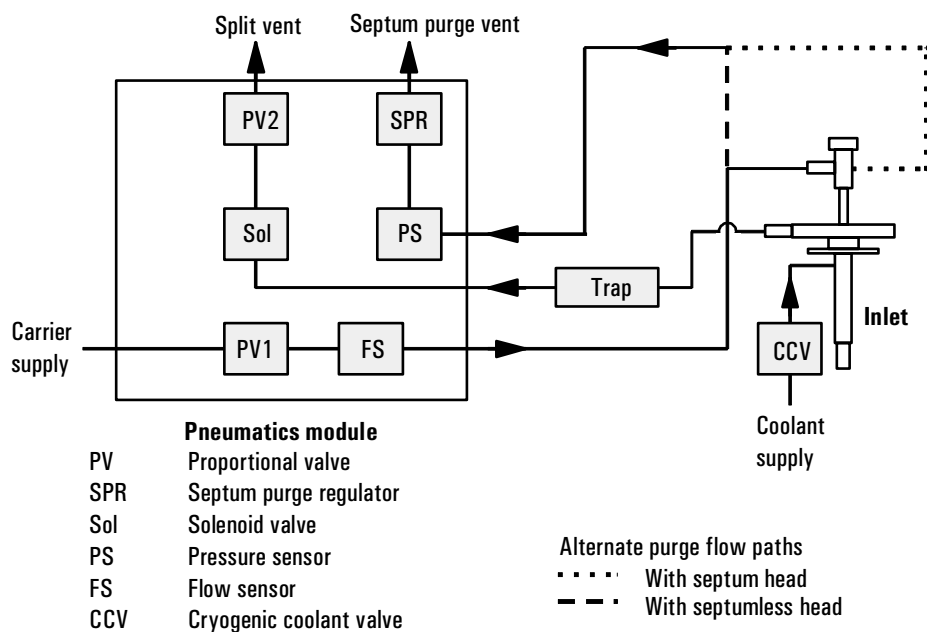 Split vent
Septum purge vent
PV2
SPR
Sol
PS
Trap
Inlet
Carrier
supply
PV1
FS
CCV
Coolant
supply
Pneumatics module
PV Proportional valve
SPR Septum purge regulator
Sol Solenoid valve
PS Pressure sensor
FS Flow sensor
CCV Cryogenic coolant valve
Alternate purge flow paths
With septum head
With septumless head